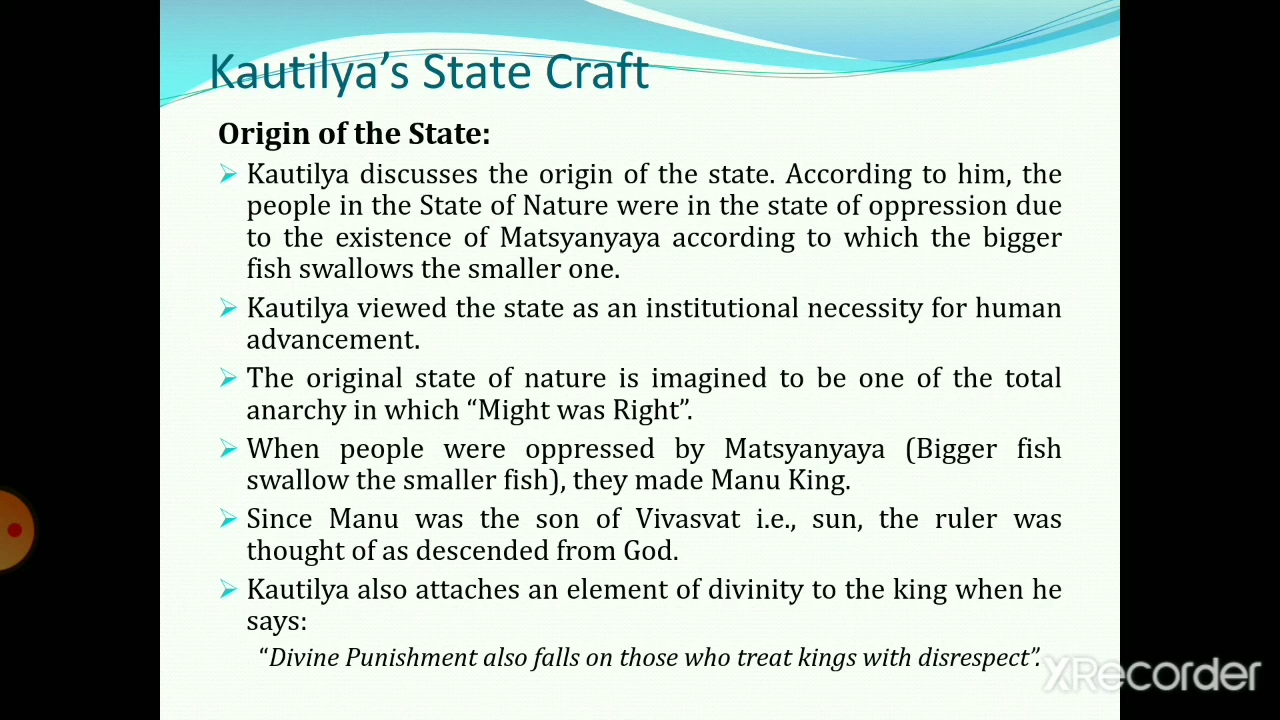 Kautilya’s State Craft
Origin of the State:
Kautilya discusses the origin of the state. According to him, the
people in the State of Nature were in the state of oppression due
to the existence of Matsyanyaya according to which the bigger
fish swallows the smaller one.
Kautilya viewed the state as an institutional necessity for human
advancement.
The original state of nature is imagined to be one of the total
anarchy in which “Might was Right”.
When people were oppressed by Matsyanyaya (Bigger fish
swallow the smaller fish), they made Manu King.
Since Manu was the son of Vivasvat i.e., sun, the ruler was
thought of as descended from God.
Kautilya also attaches an element of divinity to the king when he
says:
“Divine Punishment also falls on those who treat kings with disrespect”.
XRecorder